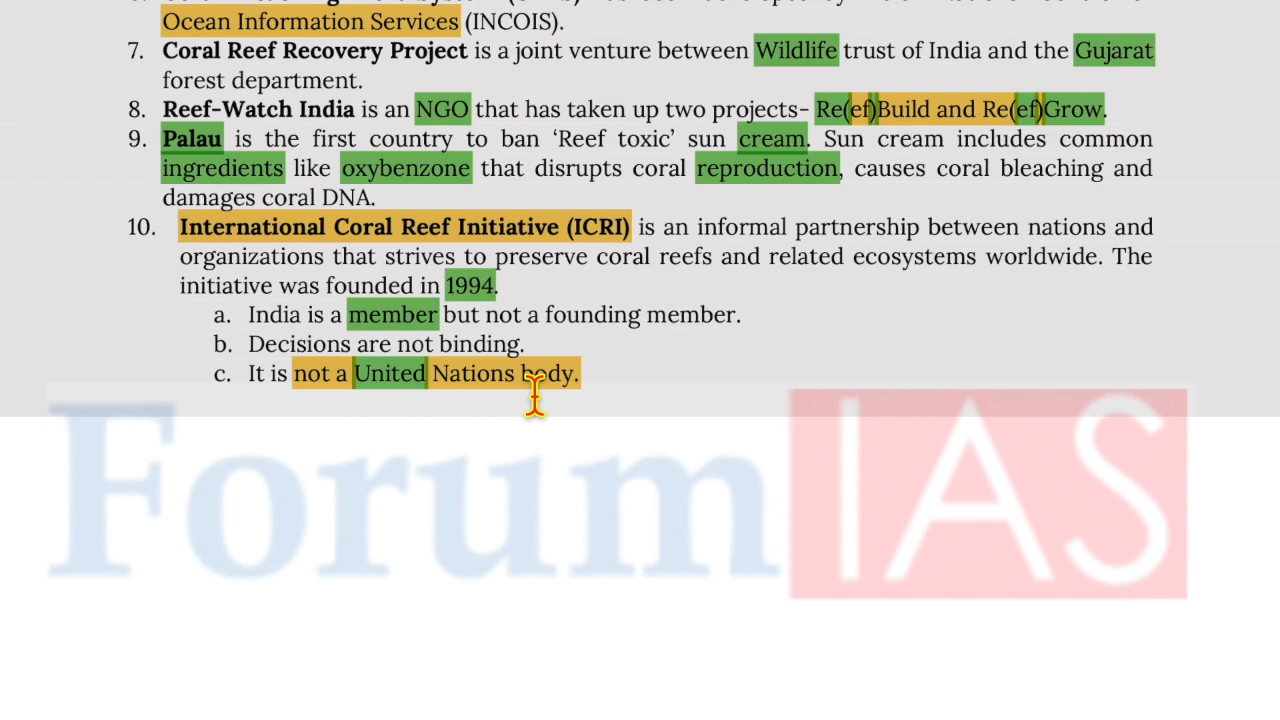 Ocean Information Services (INCOIS).
7. Coral Reef Recovery Project is a joint venture between Wildlife trust of India and the Gujarat
forest department.
8. Reef-Watch India is an NGO that has taken up two projects- Re(ef)Build and Re(ef)Grow.
9. Palau is the first country to ban ‘Reef toxic’ sun cream. Sun cream includes common
ingredients like oxybenzone that disrupts coral reproduction, causes coral bleaching and
damages coral DNA.
10. International Coral Reef Initiative (ICRI) is an informal partnership between nations and
organizations that strives to preserve coral reefs and related ecosystems worldwide. The
initiative was founded in 1994.
a. India is a member but not a founding member.
b. Decisions are not binding.
c. It is not a United Nations body.
Forum IAS